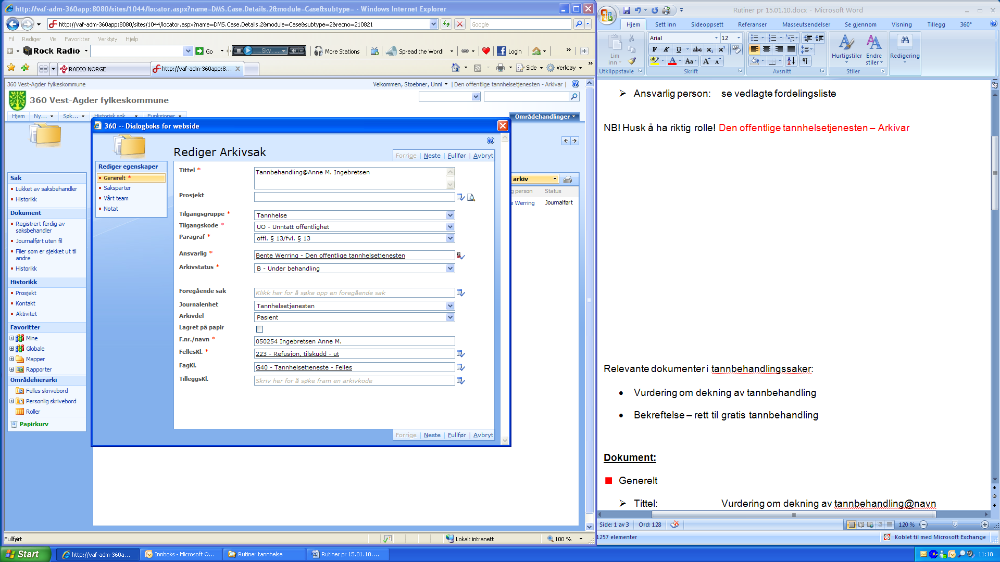 http://vaf-adm-360app:8080/sites/1044/locator.aspx?name=DMS.Case.Details.2&module=Case&subtype= - Windows Internet Explorer
http://vaf-adm-360app:8080/sites/1044/locator.aspx?name=DMS.Case.Details.2&module=Case&subtype=2&recno=210821
Google
Fil Rediger Vis Favoritter Verktøy Hjelp
Rock Radio Go ..... Sky.... More Stations Spread the Word! Login »
RADIO NORGE http://vaf-adm-360app:8... Side Verktøy »
360 Vest-Agder fylkeskommune
Velkommen, Stoebner, Unni | Den offentlige tannhelsetjenesten - Arkivar |
360 Vest-Agder fylkeskommune
Hjem Ny... Søk... Historisk søk... Funksjoner
Områdehandlinger
Sak
Lukket av saksbehandler
Historikk
Dokument
Registrert ferdig av
saksbehandler
Journalført uten fil
Filer som er sjekket ut til
andre
Historikk
Historikk
Prosjekt
Kontakt
Aktivitet
Favoritter
Mine
Globale
Mapper
Rapporter
Områdehierarki
Felles skrivebord
Personlig skrivebord
Roller
Papirkurv
360 -- Dialogboks for webside
Rediger Arkivsak
Forrige | Neste | Fullfør | Avbryt
Rediger egenskaper
Generelt *
Saksparter
Vårt team
Notat
Tittel * Tannbehandling@Anne M. Ingebretsen
Prosjekt
Tilgangsgruppe * Tannhelse
Tilgangskode * UO - Unntatt offentlighet
Paragraf * offl. § 13/fvl. § 13
Ansvarlig * Bente Werring - Den offentlige tannhelsetjenesten
Arkivstatus * B - Under behandling
Foregående sak Klikk her for å søke opp en foregående sak
Journalenhet Tannhelsetjenesten
Arkivdel Pasient
Lagret på papir
F.nr./navn * 050254 Ingebretsen Anne M.
FellesKl. * 223 - Refusjon, tilskudd - ut
FagKl. G40 - Tannhelsetjeneste - Felles
TilleggsKl. Skriv her for å søke fram en arkivkode
Forrige | Neste | Fullfør | Avbryt
arkiv
g person Status
e Werring Journalført
Fullført Lokalt intranett 100 %
Rutiner pr 15.01.10.docx - Microsoft Word
Hjem Sett inn Sideoppsett Referanser Masseutsendelser Se gjennom Visning Tillegg 360°
Lim
inn
Utklippstavle
Arial 12
F K U abc x₂ x²
ab A Aa A A
Skrift
Avsnitt
Hurtigstiler Endre
stiler
Stiler
Redigering
Ansvarlig person: se vedlagte fordelingsliste
NB! Husk å ha riktig rolle! Den offentlige tannhelsetjenesten – Arkivar
Relevante dokumenter i tannbehandlingssaker:
Vurdering om dekning av tannbehandling
Bekreftelse – rett til gratis tannbehandling
Dokument:
Generelt
Tittel: Vurdering om dekning av tannbehandling@navn
Side: 1 av 3 Ord: 128 120 %
1257 elementer Koblet til med Microsoft Exchange
Start http://vaf-adm-360a... Innboks - Microsoft O... Rutiner tannhelse Rutiner pr 15.01.10.... 11:18